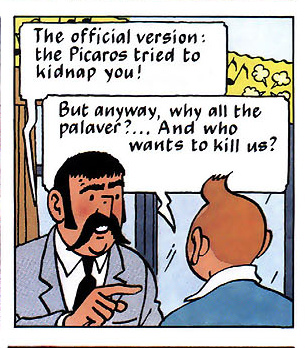 The official version:
the Picaros tried to
kidnap you!
But anyway, why all the
palaver?... And who
wants to kill us?